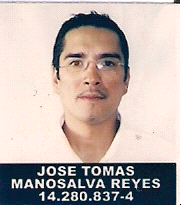 JOSE TOMAS
MANOSALVA REYES
14.280.837-4